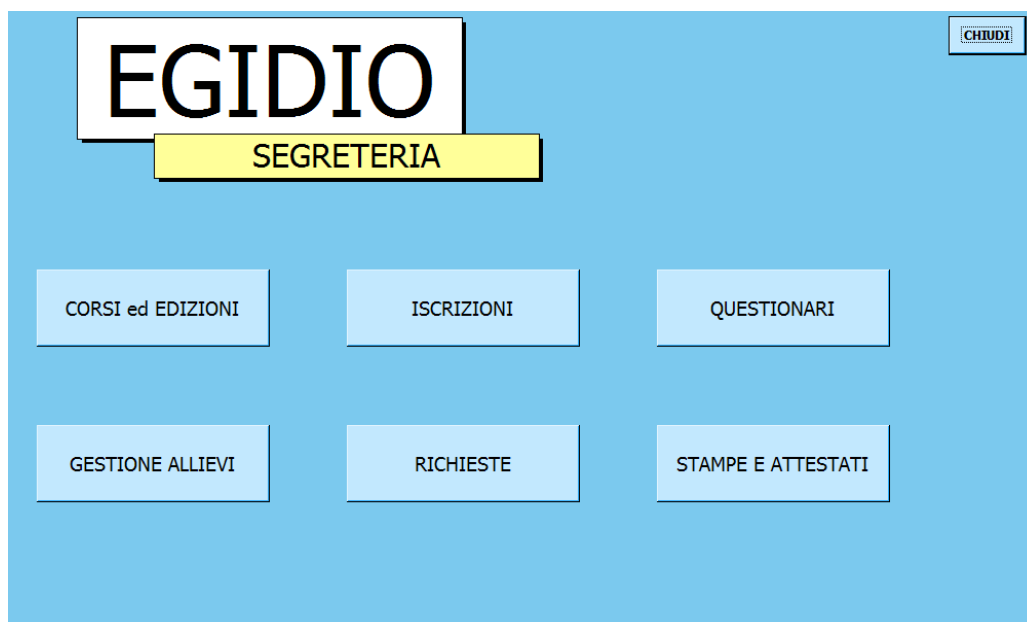 EGIDIO
CHIUDI
SEGRETERIA
CORSI ed EDIZIONI
ISCRIZIONI
QUESTIONARI
GESTIONE ALLIEVI
RICHIESTE
STAMPE E ATTESTATI